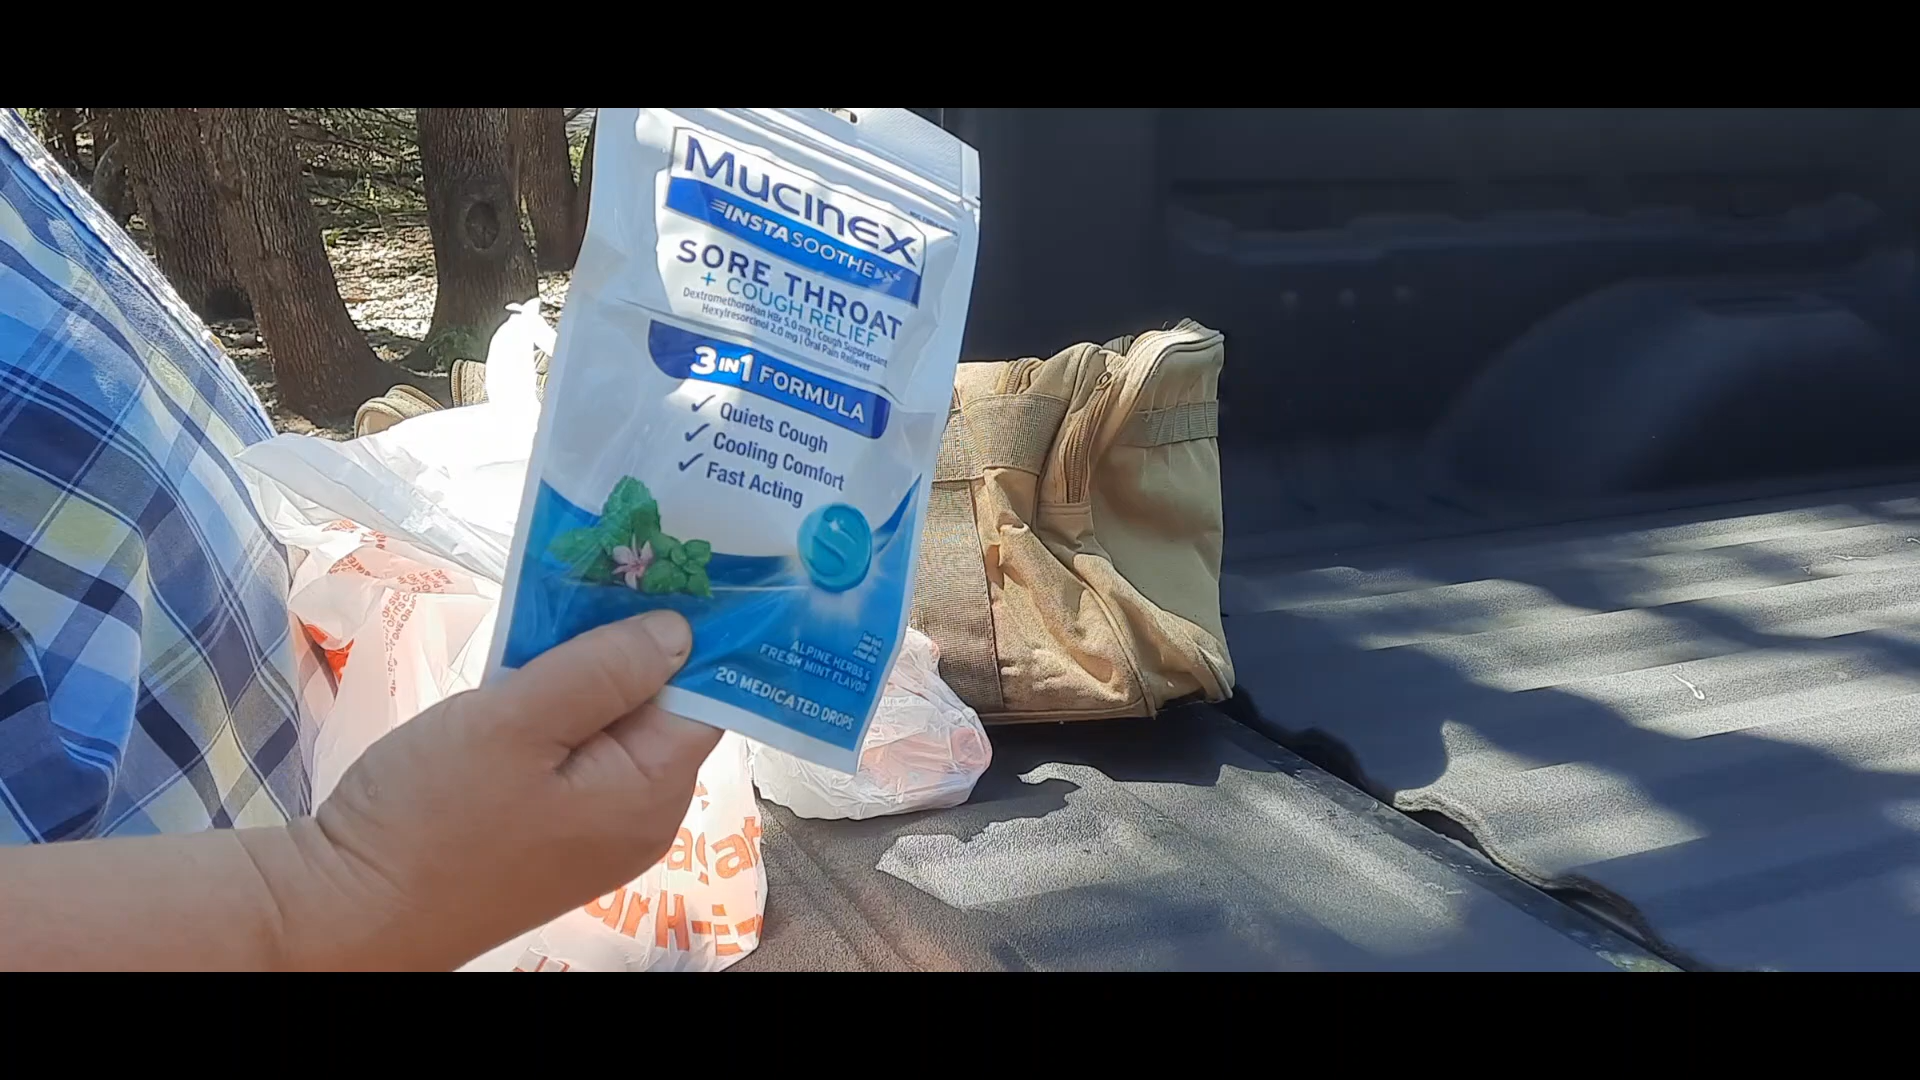 MUCINEX
INSTASOOTHE
SORE THROAT
+ COUGH RELIEF
Dextromethorphan HBr 5.0 mg | Cough Suppressant
Hexylresorcinol 2.0 mg | Oral Pain Reliever
3 IN 1 FORMULA
Quiets Cough
Cooling Comfort
Fast Acting
ALPINE HERBS &
FRESH MINT FLAVOR
20 MEDICATED DROPS